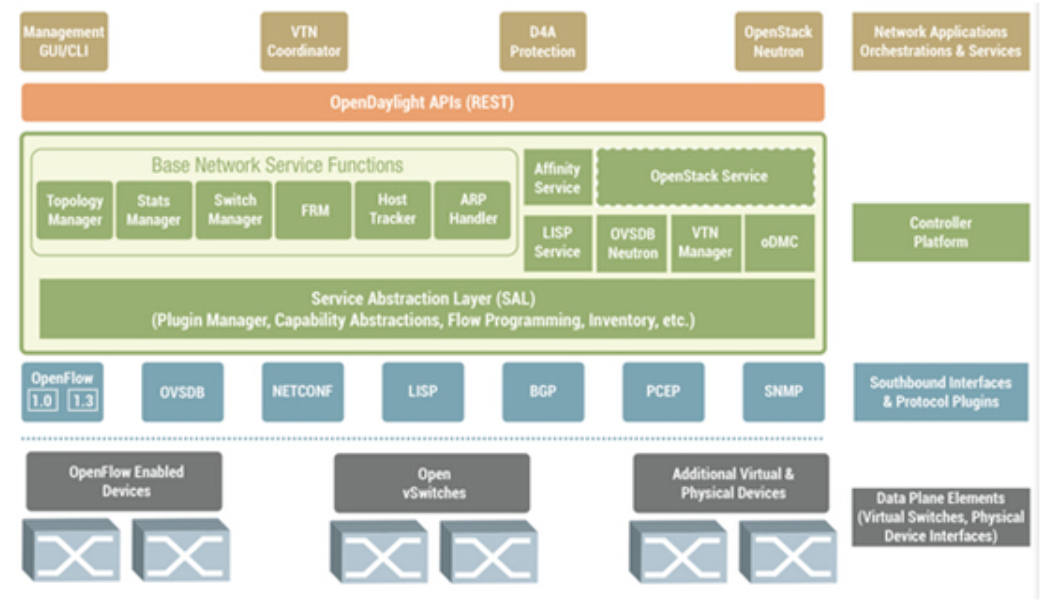 Management
GUI/CLI
VTN
Coordinator
D4A
Protection
OpenStack
Neutron
Network Applications
Orchestrations & Services
OpenDaylight APIs (REST)
Base Network Service Functions
Topology
Manager
Stats
Manager
Switch
Manager
FRM
Host
Tracker
ARP
Handler
Affinity
Service
OpenStack Service
LISP
Service
OVSDB
Neutron
VTN
Manager
oDMC
Controller
Platform
Service Abstraction Layer (SAL)
(Plugin Manager, Capability Abstractions, Flow Programming, Inventory, etc.)
OpenFlow
1.0 1.3
OVSDB
NETCONF
LISP
BGP
PCEP
SNMP
Southbound Interfaces
& Protocol Plugins
OpenFlow Enabled
Devices
Open
vSwitches
Additional Virtual &
Physical Devices
Data Plane Elements
(Virtual Switches, Physical
Device Interfaces)